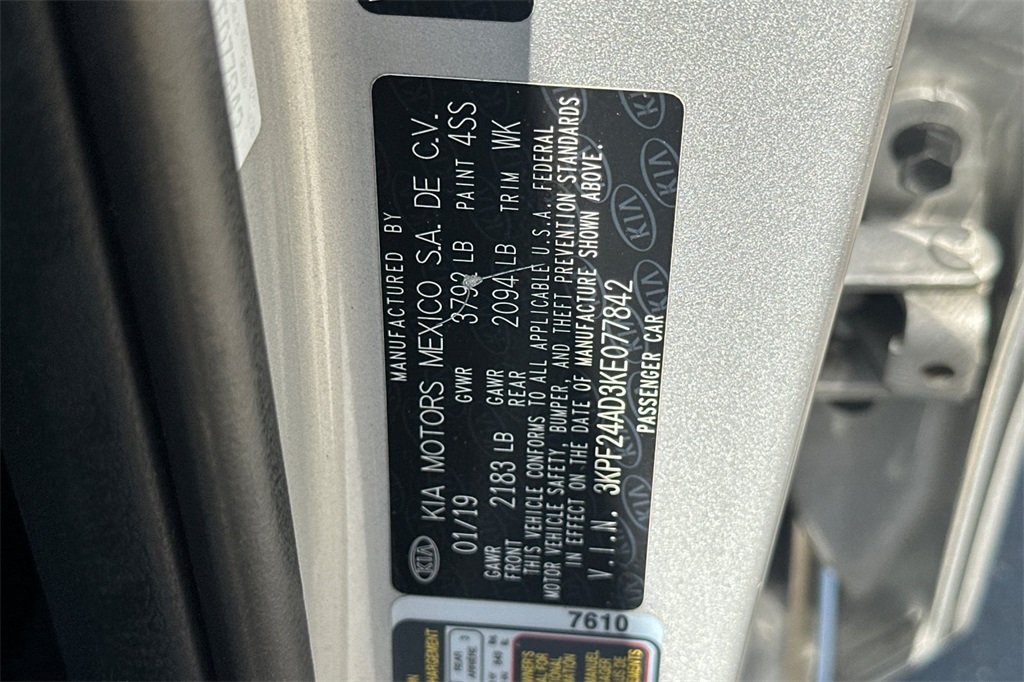 MANUFACTURED BY
KIA KIA MOTORS MEXICO S.A. DE C.V.
01/19 GVWR 3792 LB PAINT 4SS
GAWR FRONT 2183 LB GAWR REAR 2094 LB TRIM WK
THIS VEHICLE CONFORMS TO ALL APPLICABLE U.S.A. FEDERAL
MOTOR VEHICLE SAFETY, BUMPER, AND THEFT PREVENTION STANDARDS
IN EFFECT ON THE DATE OF MANUFACTURE SHOWN ABOVE.
V.I.N. 3KPF24AD3KE077842
PASSENGER CAR
7610